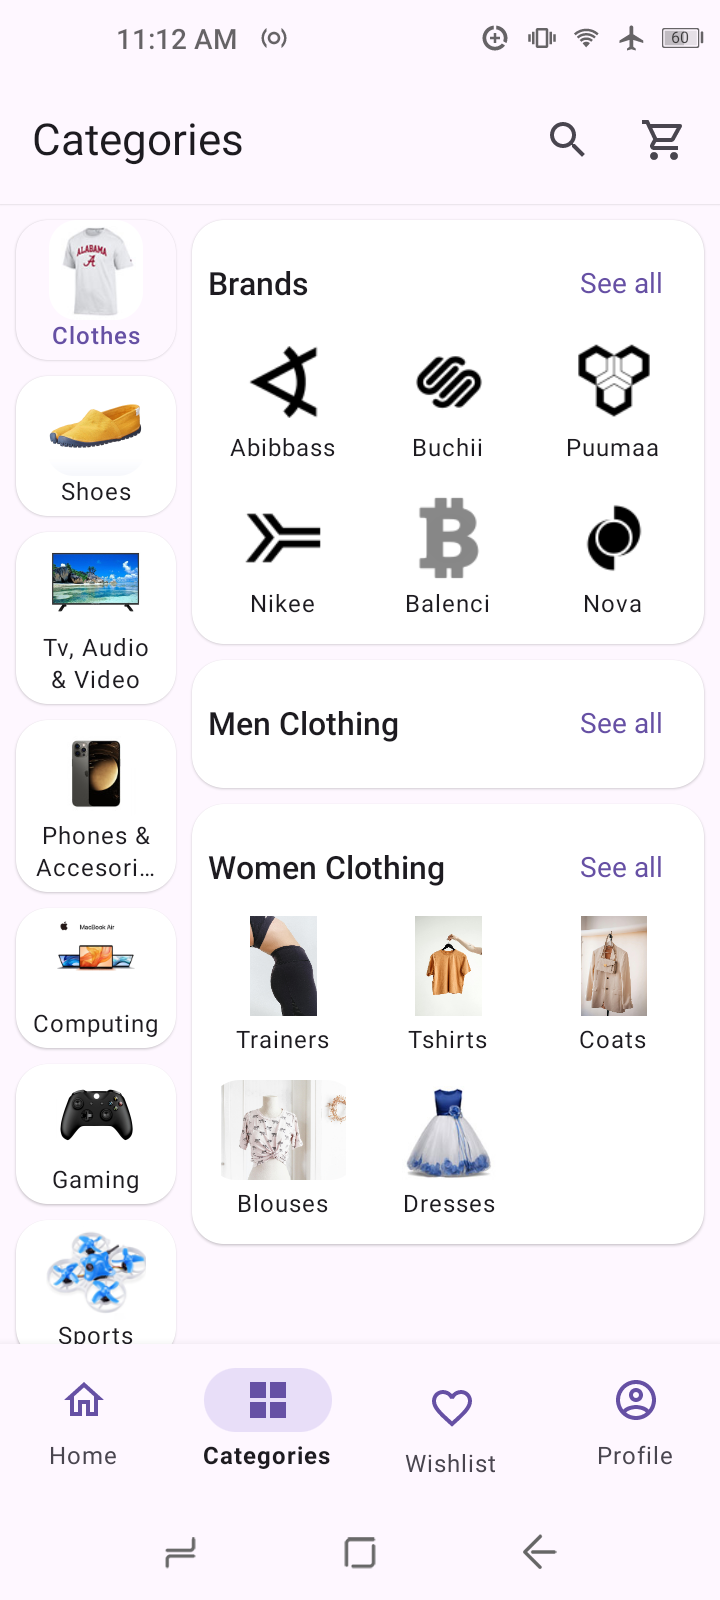 11:12 AM
60
Categories
ALABAMA
A
Clothes
Shoes
Tv, Audio
& Video
Phones &
Accesori...
MacBook Air
Computing
Gaming
Sports
Brands
See all
Abibbass
Buchii
Puumaa
Nikee
Balenci
Nova
Men Clothing
See all
Women Clothing
See all
Trainers
Tshirts
Coats
Blouses
Dresses
Home
Categories
Wishlist
Profile